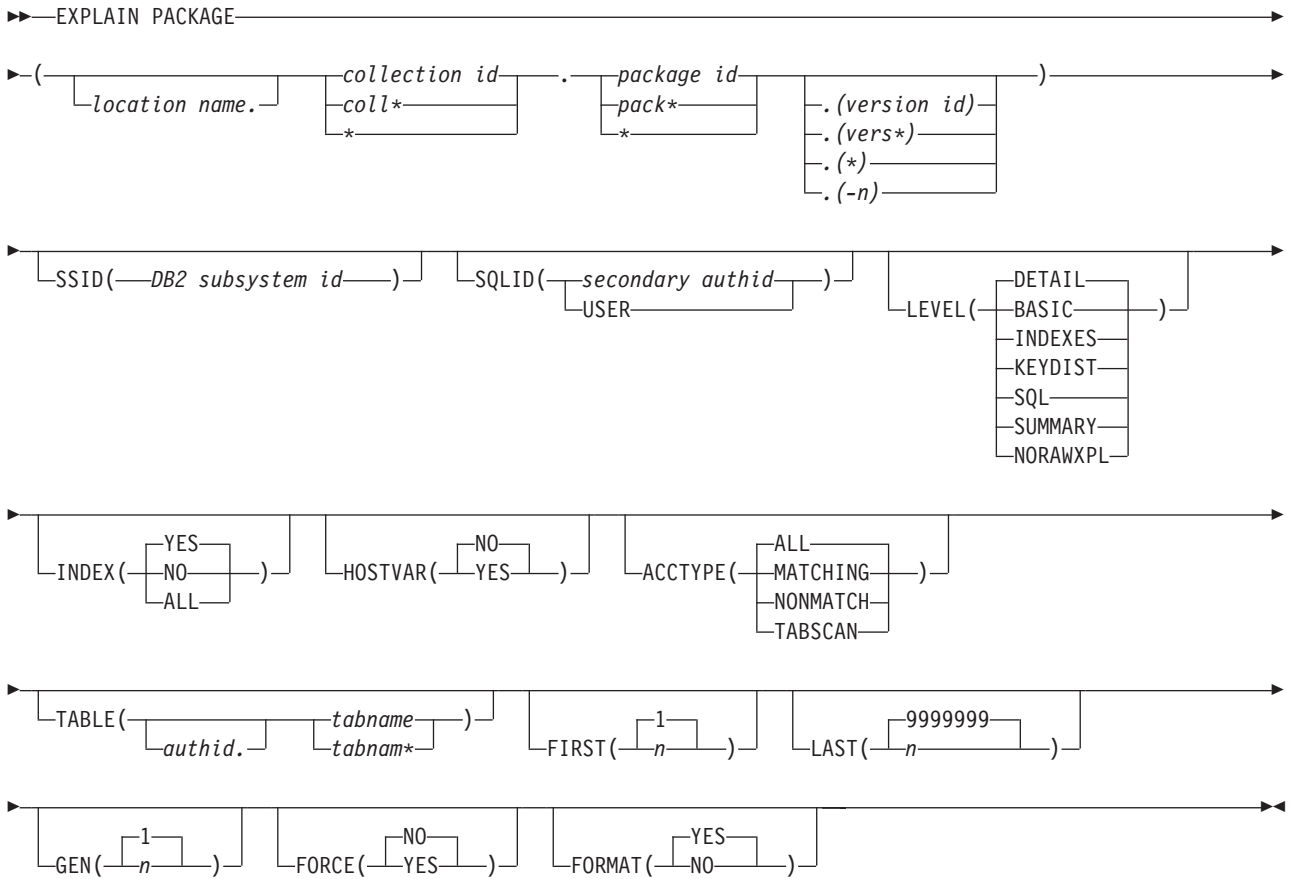 EXPLAIN PACKAGE
( location name. collection id . package id )
coll* pack* .(version id)
* * .(vers*)
.(*)
.(-n)
SSID( DB2 subsystem id ) SQLID( secondary authid ) LEVEL( DETAIL )
USER BASIC
INDEXES
KEYDIST
SQL
SUMMARY
NORAWXPL
INDEX( YES ) HOSTVAR( NO ) ACCTYPE( ALL )
NO YES MATCHING
ALL NONMATCH
TABSCAN
TABLE( authid. tabname ) FIRST( 1 ) LAST( 9999999 )
tabnam* n n
GEN( 1 ) FORCE( NO ) FORMAT( YES )
n YES NO